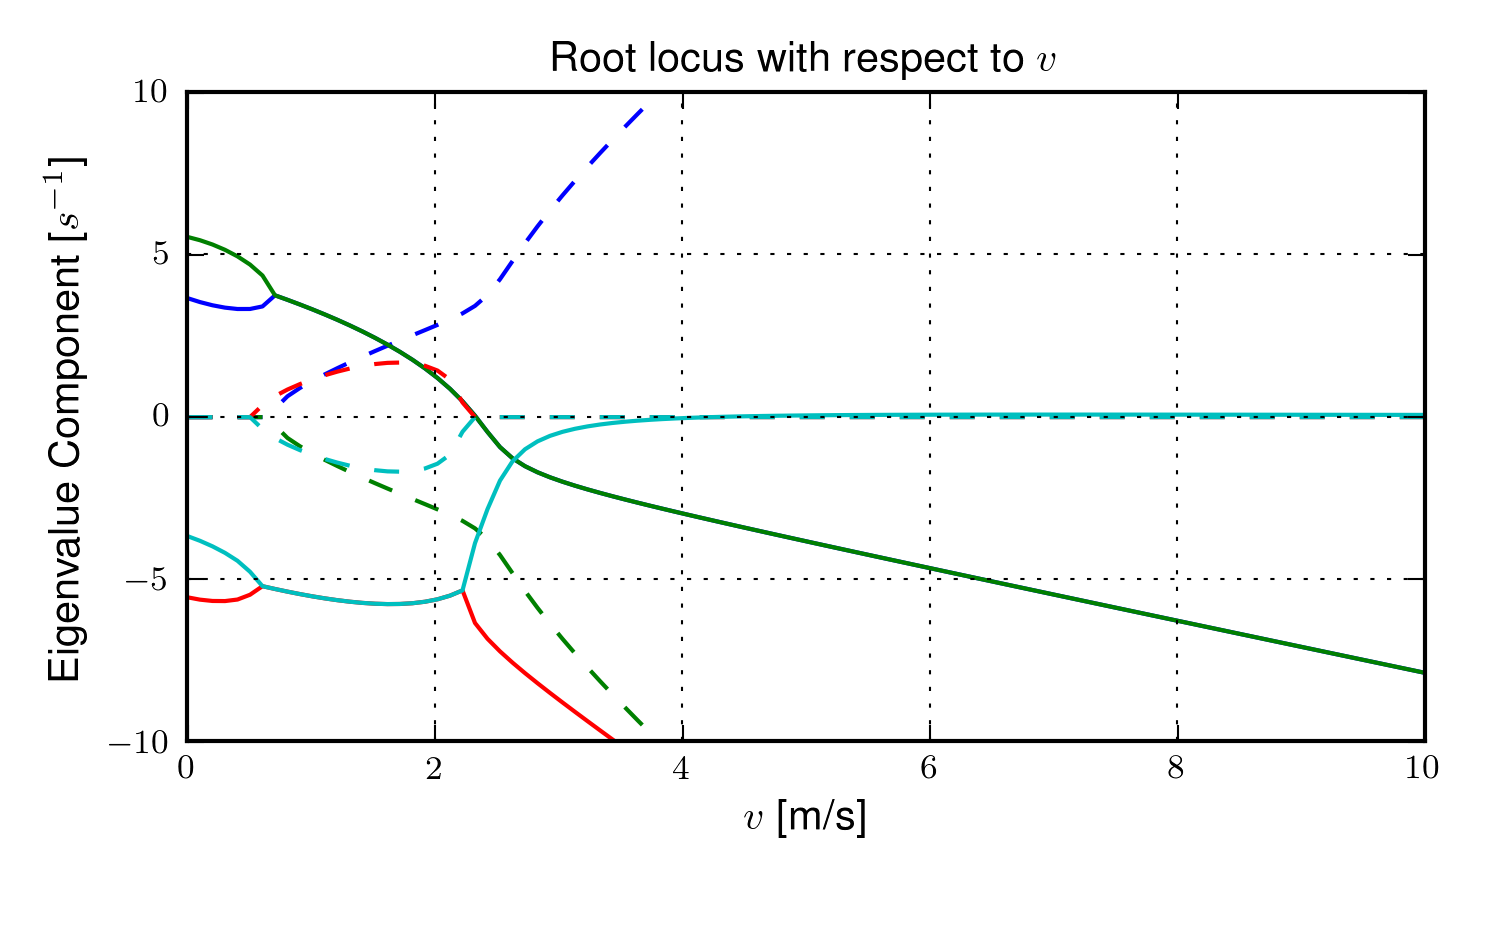 Root locus with respect to v
Eigenvalue Component [s⁻¹]
10
5
0
−5
−10
0 2 4 6 8 10
v [m/s]